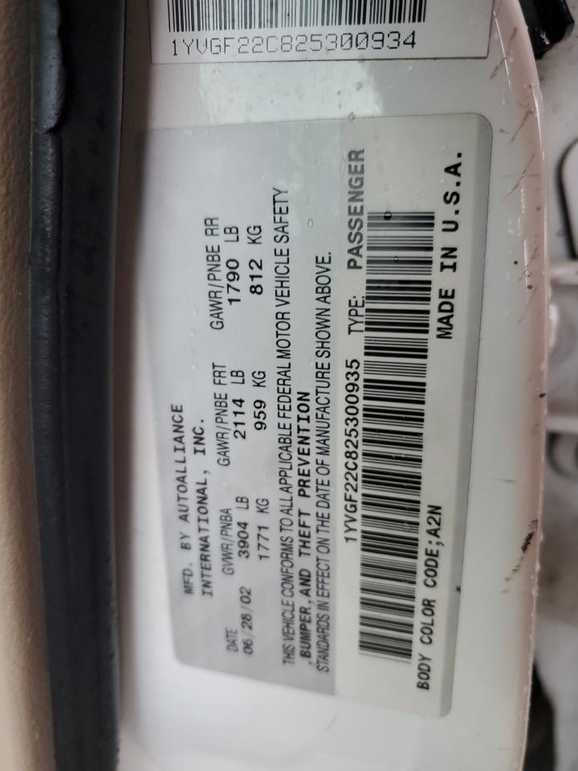 1YVGF22C825300934
MFD. BY AUTOALLIANCE
INTERNATIONAL, INC.
DATE GVWR/PNBA GAWR/PNBE FRT GAWR/PNBE RR
06/28/02 3904 LB 2114 LB 1790 LB
1771 KG 959 KG 812 KG
THIS VEHICLE CONFORMS TO ALL APPLICABLE FEDERAL MOTOR VEHICLE SAFETY
,BUMPER,AND THEFT PREVENTION
STANDARDS IN EFFECT ON THE DATE OF MANUFACTURE SHOWN ABOVE.
1YVGF22C825300935 TYPE: PASSENGER
BODY COLOR CODE;A2N MADE IN U.S.A.